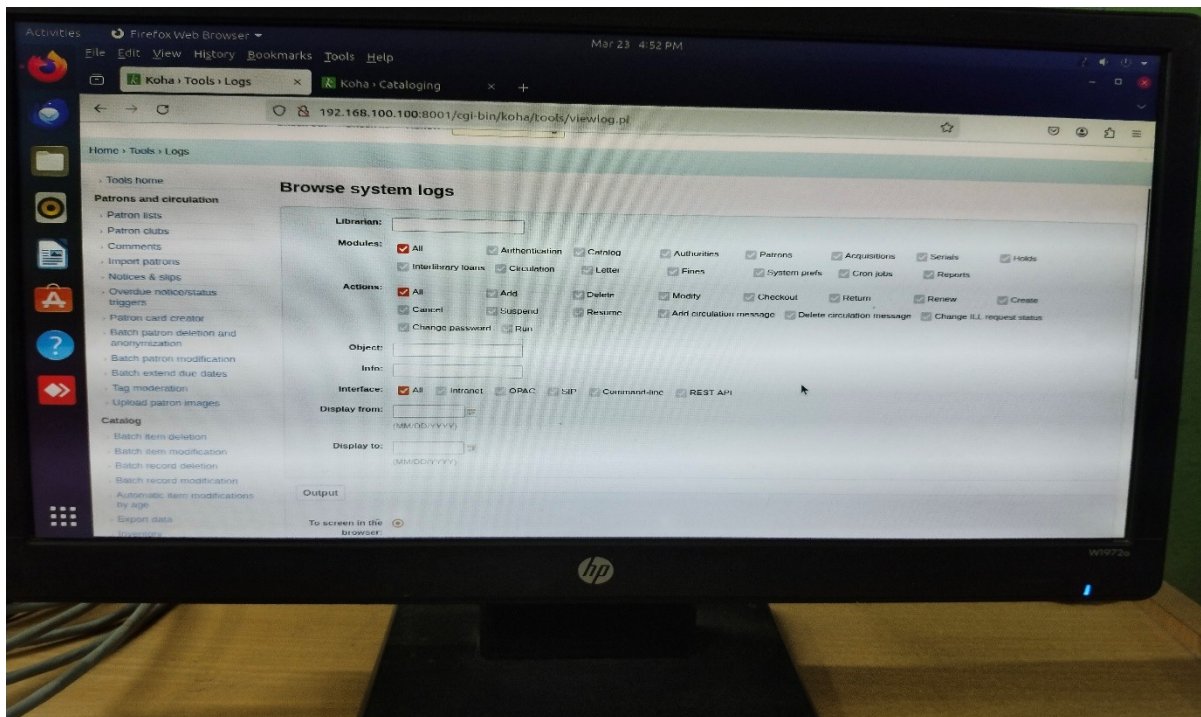 Activities Firefox Web Browser Mar 23 4:52 PM
File Edit View History Bookmarks Tools Help
Koha › Tools › Logs × Koha › Cataloging × +
192.168.100.100:8001/cgi-bin/koha/tools/viewlog.pl
Home › Tools › Logs
Tools home
Patrons and circulation
Patron lists
Patron clubs
Comments
Import patrons
Notices & slips
Overdue notice/status
triggers
Patron card creator
Batch patron deletion and
anonymization
Batch patron modification
Batch extend due dates
Tag moderation
Upload patron images
Catalog
Batch item deletion
Batch item modification
Batch record deletion
Batch record modification
Automatic item modifications
by age
Export data
Inventory
Browse system logs
Librarian:
Modules: All Authentication Catalog Authorities Patrons Acquisitions Serials Holds
Interlibrary loans Circulation Letter Fines System prefs Cron jobs Reports
Actions: All Add Delete Modify Checkout Return Renew Create
Cancel Suspend Resume Add circulation message Delete circulation message Change ILL request status
Change password Run
Object:
Info:
Interface: All Intranet OPAC SIP Command-line REST API
Display from:
(MM/DD/YYYY)
Display to:
(MM/DD/YYYY)
Output
To screen in the
browser:
hp